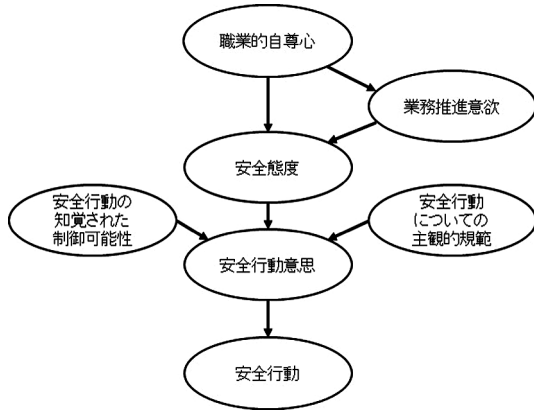 職業的自尊心
業務推進意欲
安全態度
安全行動の
知覚された
制御可能性
安全行動
についての
主観的規範
安全行動意思
安全行動